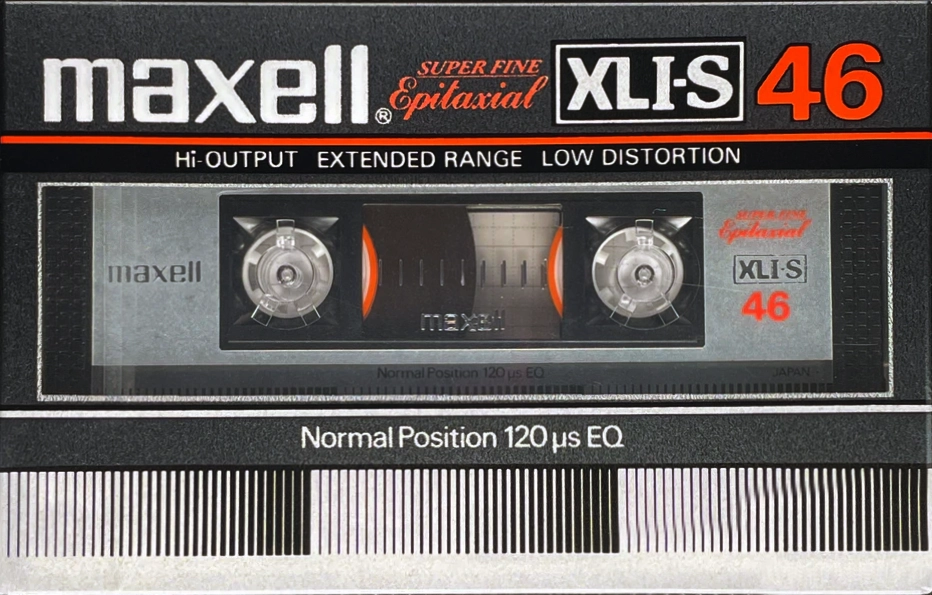 maxell®
SUPER FINE
Epitaxial
XLI-S
46
Hi-OUTPUT EXTENDED RANGE LOW DISTORTION
maxell
maxell
SUPER FINE
Epitaxial
XLI-S
46
Normal Position 120 µs EQ
JAPAN
Normal Position 120 µs EQ